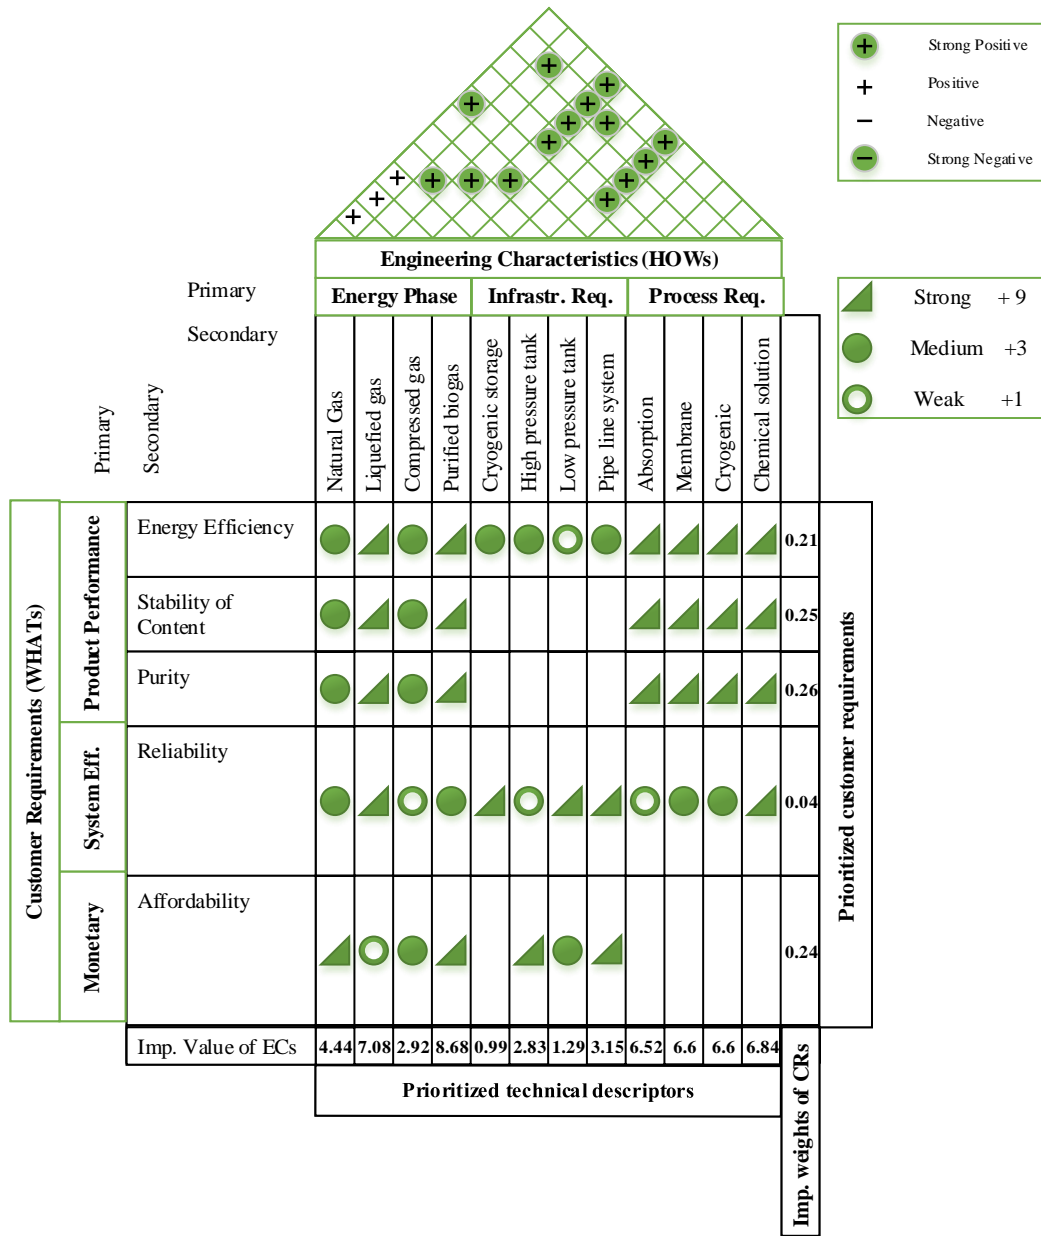 Strong Positive
Positive
Negative
Strong Negative
Engineering Characteristics (HOWs)
Primary
Energy Phase
Infrastr. Req.
Process Req.
Secondary
Strong + 9
Medium +3
Weak +1
Primary
Secondary
Natural Gas
Liquefied gas
Compressed gas
Purified biogas
Cryogenic storage
High pressure tank
Low pressure tank
Pipe line system
Absorption
Membrane
Cryogenic
Chemical solution
Customer Requirements (WHATs)
Product Performance
Energy Efficiency
0.21
Stability of
Content
0.25
Purity
0.26
System Eff.
Reliability
0.04
Monetary
Affordability
0.24
Prioritized customer requirements
Imp. Value of ECs 4.44 7.08 2.92 8.68 0.99 2.83 1.29 3.15 6.52 6.6 6.6 6.84
Prioritized technical descriptors
Imp. weights of CRs